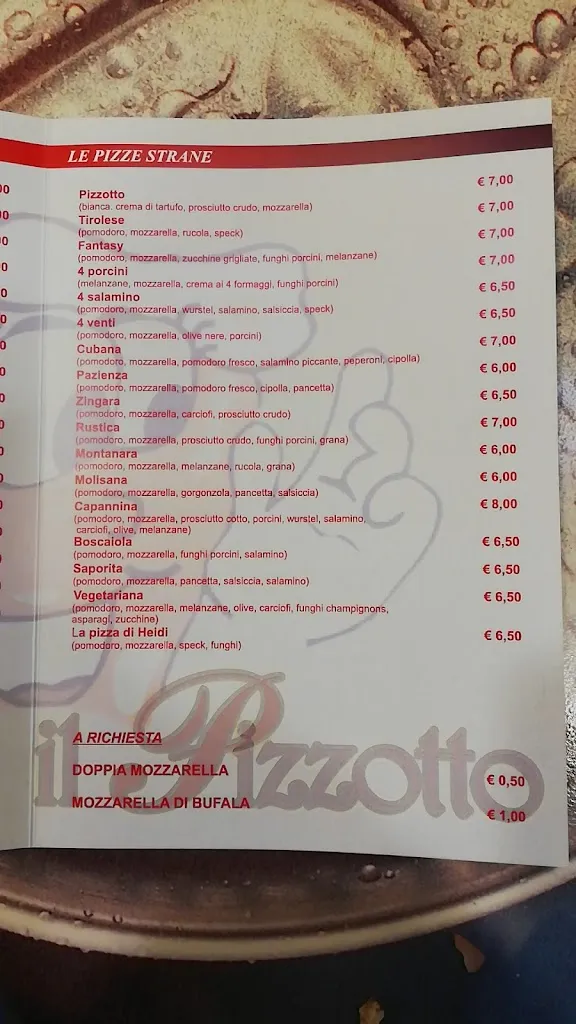 LE PIZZE STRANE
Pizzotto € 7,00
(bianca. crema di tartufo, prosciutto crudo, mozzarella)
Tirolese € 7,00
(pomodoro, mozzarella, rucola, speck)
Fantasy € 7,00
(pomodoro, mozzarella, zucchine grigliate, funghi porcini, melanzane)
4 porcini € 7,00
(melanzane, mozzarella, crema ai 4 formaggi, funghi porcini)
4 salamino € 6,50
(pomodoro, mozzarella, wurstel, salamino, salsiccia, speck)
4 venti € 6,50
(pomodoro, mozzarella, olive nere, porcini)
Cubana € 7,00
(pomodoro, mozzarella, pomodoro fresco, salamino piccante, peperoni, cipolla)
Pazienza € 6,00
(pomodoro, mozzarella, pomodoro fresco, cipolla, pancetta)
Zingara € 6,50
(pomodoro, mozzarella, carciofi, prosciutto crudo)
Rustica € 7,00
(pomodoro, mozzarella, prosciutto crudo, funghi porcini, grana)
Montanara € 6,00
(pomodoro, mozzarella, melanzane, rucola, grana)
Molisana € 6,00
(pomodoro, mozzarella, gorgonzola, pancetta, salsiccia)
Capannina € 8,00
(pomodoro, mozzarella, prosciutto cotto, porcini, wurstel, salamino,
carciofi, olive, melanzane)
Boscaiola € 6,50
(pomodoro, mozzarella, funghi porcini, salamino)
Saporita € 6,50
(pomodoro, mozzarella, pancetta, salsiccia, salamino)
Vegetariana € 6,50
(pomodoro, mozzarella, melanzane, olive, carciofi, funghi champignons,
asparagi, zucchine)
La pizza di Heidi € 6,50
(pomodoro, mozzarella, speck, funghi)
il Pizzotto
A RICHIESTA
DOPPIA MOZZARELLA € 0,50
MOZZARELLA DI BUFALA € 1,00